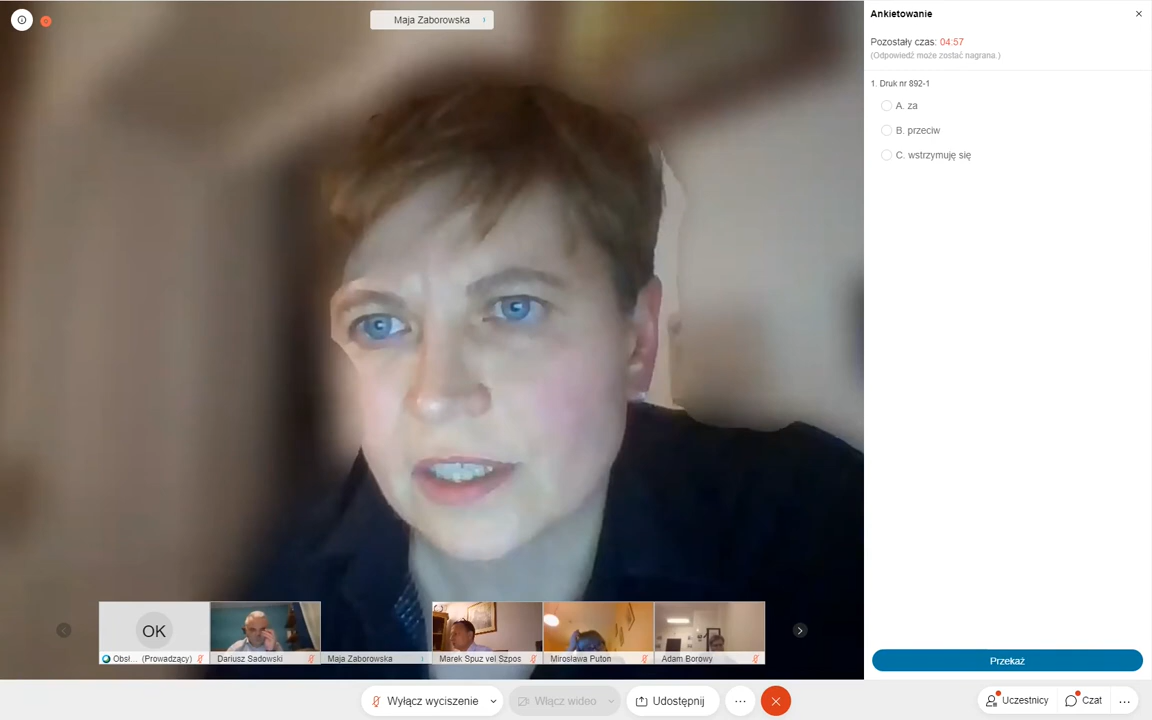 Maja Zaborowska
Ankietowanie
Pozostały czas: 04:57
(Odpowiedź może zostać nagrana.)
1. Druk nr 892-1
A. za
B. przeciw
C. wstrzymuję się
Przekaż
OK
Obsł... (Prowadzący)
Dariusz Sadowski
Maja Zaborowska
Marek Spuz vel Szpos
Mirosława Puton
Adam Borowy
Wyłącz wyciszenie
Włącz wideo
Udostępnij
Uczestnicy
Czat